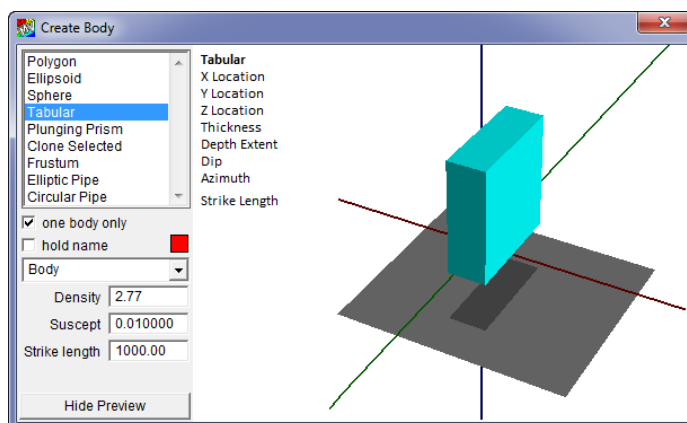 Create Body
Polygon
Ellipsoid
Sphere
Tabular
Plunging Prism
Clone Selected
Frustum
Elliptic Pipe
Circular Pipe
one body only
hold name
Body
Density 2.77
Suscept 0.010000
Strike length 1000.00
Hide Preview
Tabular
X Location
Y Location
Z Location
Thickness
Depth Extent
Dip
Azimuth
Strike Length